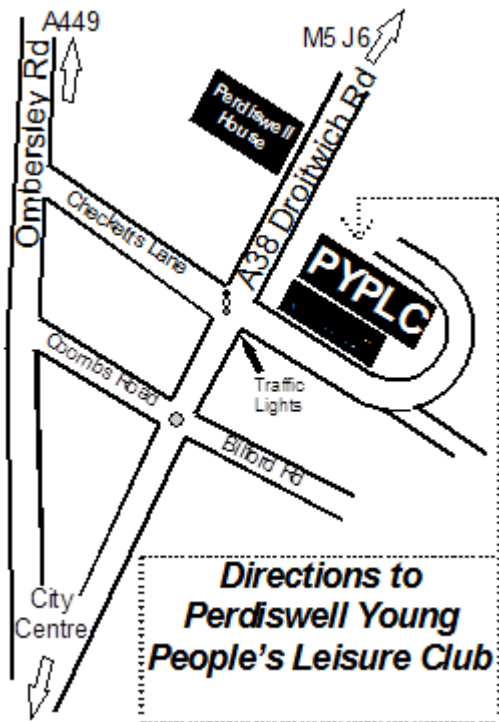 A449
M5 J6
Ombersley Rd
Perdiswell
House
A38 Droitwich Rd
Checketts Lane
PYPLC
Coombs Road
Traffic
Lights
Bilford Rd
City
Centre
Directions to
Perdiswell Young
People's Leisure Club